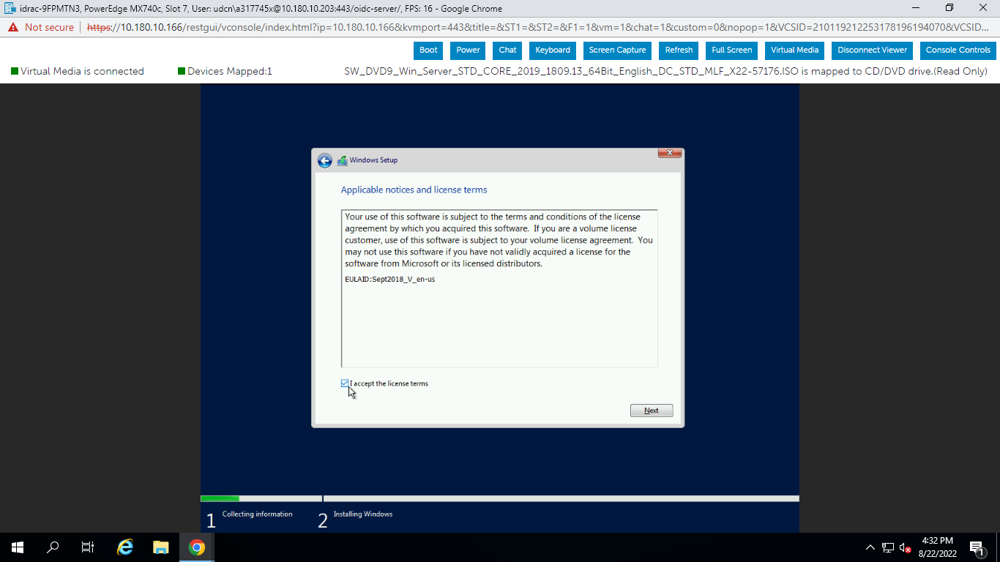 idrac-9FPMTN3, PowerEdge MX740c, Slot 7, User: udcn\a317745x@10.180.10.203:443/oidc-server/, FPS: 16 - Google Chrome
Not secure | https://10.180.10.166/restgui/vconsole/index.html?ip=10.180.10.166&kvmport=443&title=&ST1=&ST2=&F1=1&vm=1&chat=1&custom=0&nopop=1&VCSID=210119212253178196194070&VCSID...
Boot Power Chat Keyboard Screen Capture Refresh Full Screen Virtual Media Disconnect Viewer Console Controls
Virtual Media is connected Devices Mapped:1 SW_DVD9_Win_Server_STD_CORE_2019_1809.13_64Bit_English_DC_STD_MLF_X22-57176.ISO is mapped to CD/DVD drive.(Read Only)
Windows Setup
Applicable notices and license terms
Your use of this software is subject to the terms and conditions of the license
agreement by which you acquired this software. If you are a volume license
customer, use of this software is subject to your volume license agreement. You
may not use this software if you have not validly acquired a license for the
software from Microsoft or its licensed distributors.
EULAID:Sept2018_V_en-us
I accept the license terms
Next
1 Collecting information 2 Installing Windows
4:32 PM
8/22/2022
1